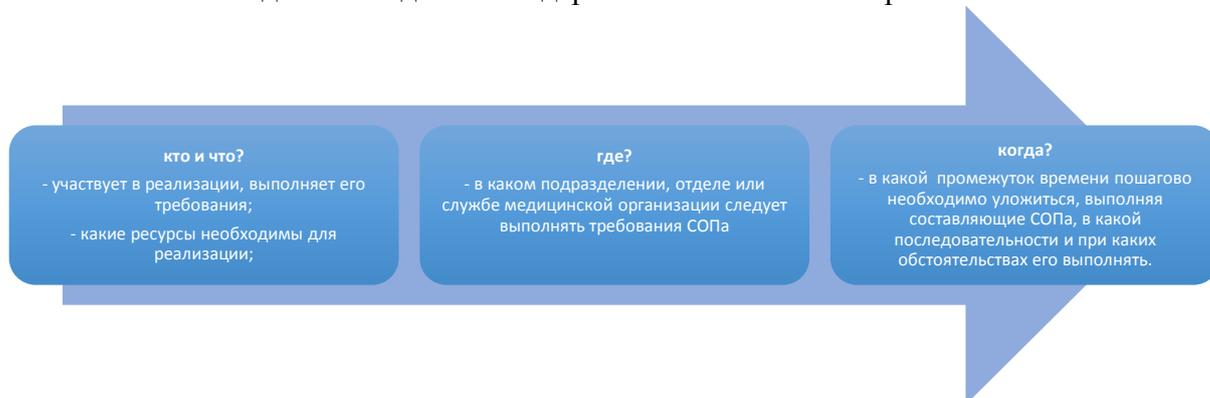 кто и что?
- участвует в реализации, выполняет его
требования;
- какие ресурсы необходимы для
реализации;
где?
- в каком подразделении, отделе или
службе медицинской организации следует
выполнять требования СОПа
когда?
- в какой  промежуток времени пошагово
необходимо уложиться, выполняя
составляющие СОПа, в какой
последовательности и при каких
обстоятельствах его выполнять.